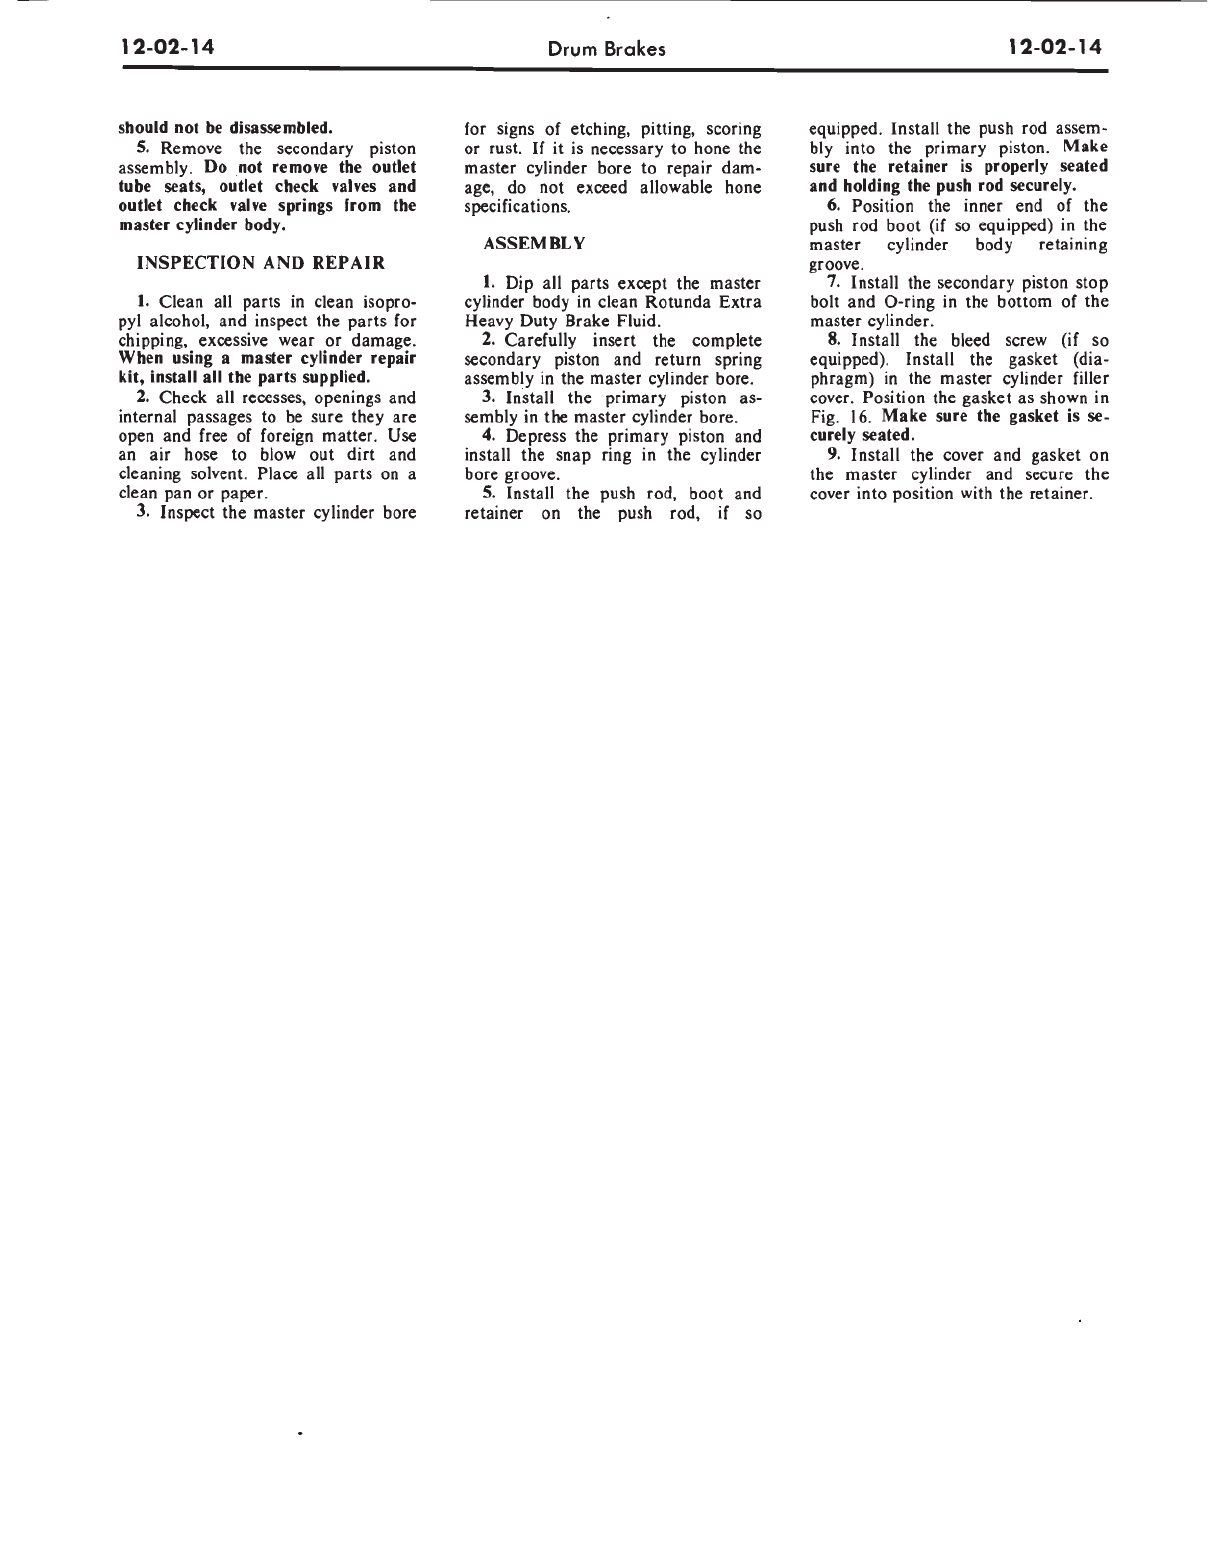 12-02-14 Drum Brakes 12-02-14
should not be disassembled.
5. Remove the secondary piston
assembly. Do not remove the outlet
tube seats, outlet check valves and
outlet check valve springs from the
master cylinder body.
INSPECTION AND REPAIR
1. Clean all parts in clean isopro-
pyl alcohol, and inspect the parts for
chipping, excessive wear or damage.
When using a master cylinder repair
kit, install all the parts supplied.
2. Check all recesses, openings and
internal passages to be sure they are
open and free of foreign matter. Use
an air hose to blow out dirt and
cleaning solvent. Place all parts on a
clean pan or paper.
3. Inspect the master cylinder bore
for signs of etching, pitting, scoring
or rust. If it is necessary to hone the
master cylinder bore to repair dam-
age, do not exceed allowable hone
specifications.
ASSEMBLY
1. Dip all parts except the master
cylinder body in clean Rotunda Extra
Heavy Duty Brake Fluid.
2. Carefully insert the complete
secondary piston and return spring
assembly in the master cylinder bore.
3. Install the primary piston as-
sembly in the master cylinder bore.
4. Depress the primary piston and
install the snap ring in the cylinder
bore groove.
5. Install the push rod, boot and
retainer on the push rod, if so
equipped. Install the push rod assem-
bly into the primary piston. Make
sure the retainer is properly seated
and holding the push rod securely.
6. Position the inner end of the
push rod boot (if so equipped) in the
master cylinder body retaining
groove.
7. Install the secondary piston stop
bolt and O-ring in the bottom of the
master cylinder.
8. Install the bleed screw (if so
equipped). Install the gasket (dia-
phragm) in the master cylinder filler
cover. Position the gasket as shown in
Fig. 16. Make sure the gasket is se-
curely seated.
9. Install the cover and gasket on
the master cylinder and secure the
cover into position with the retainer.